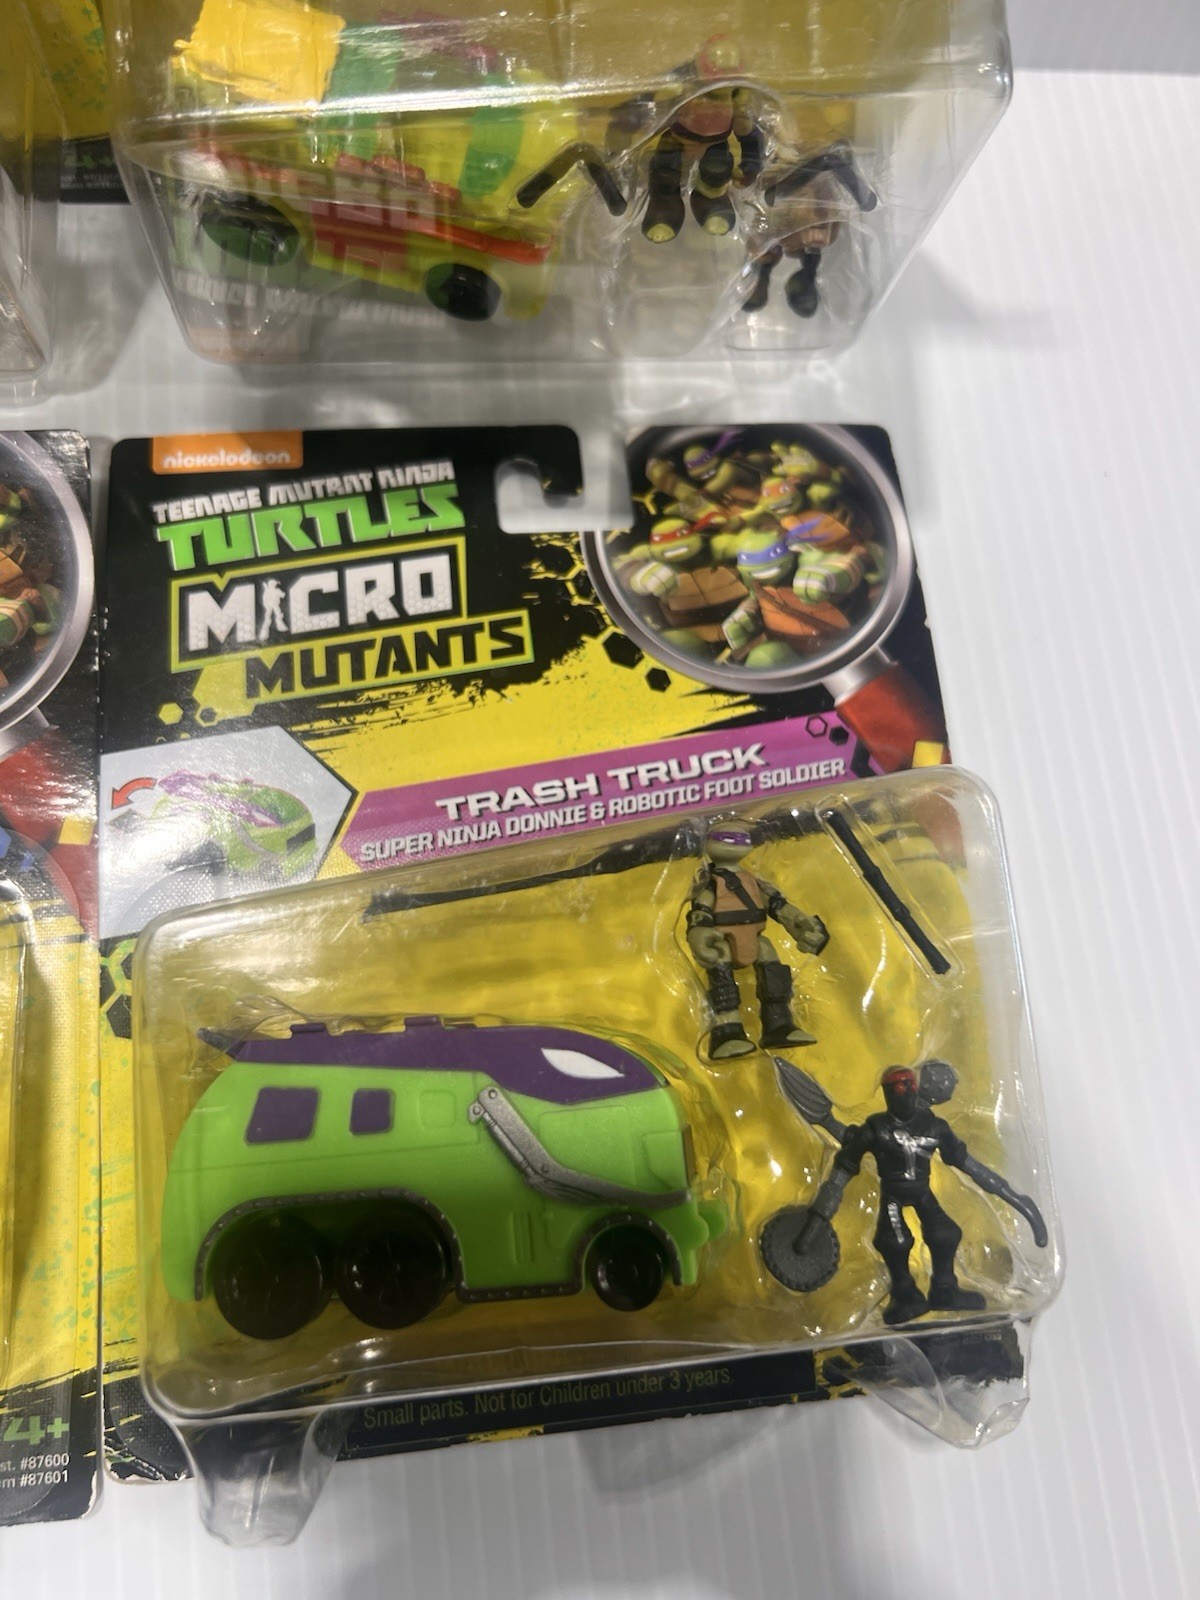 nickelodeon
TEENAGE MUTANT NINJA
TURTLES
MICRO
MUTANTS
TRASH TRUCK
SUPER NINJA DONNIE & ROBOTIC FOOT SOLDIER
Small parts. Not for Children under 3 years.
4+
st. #87600
m #87601